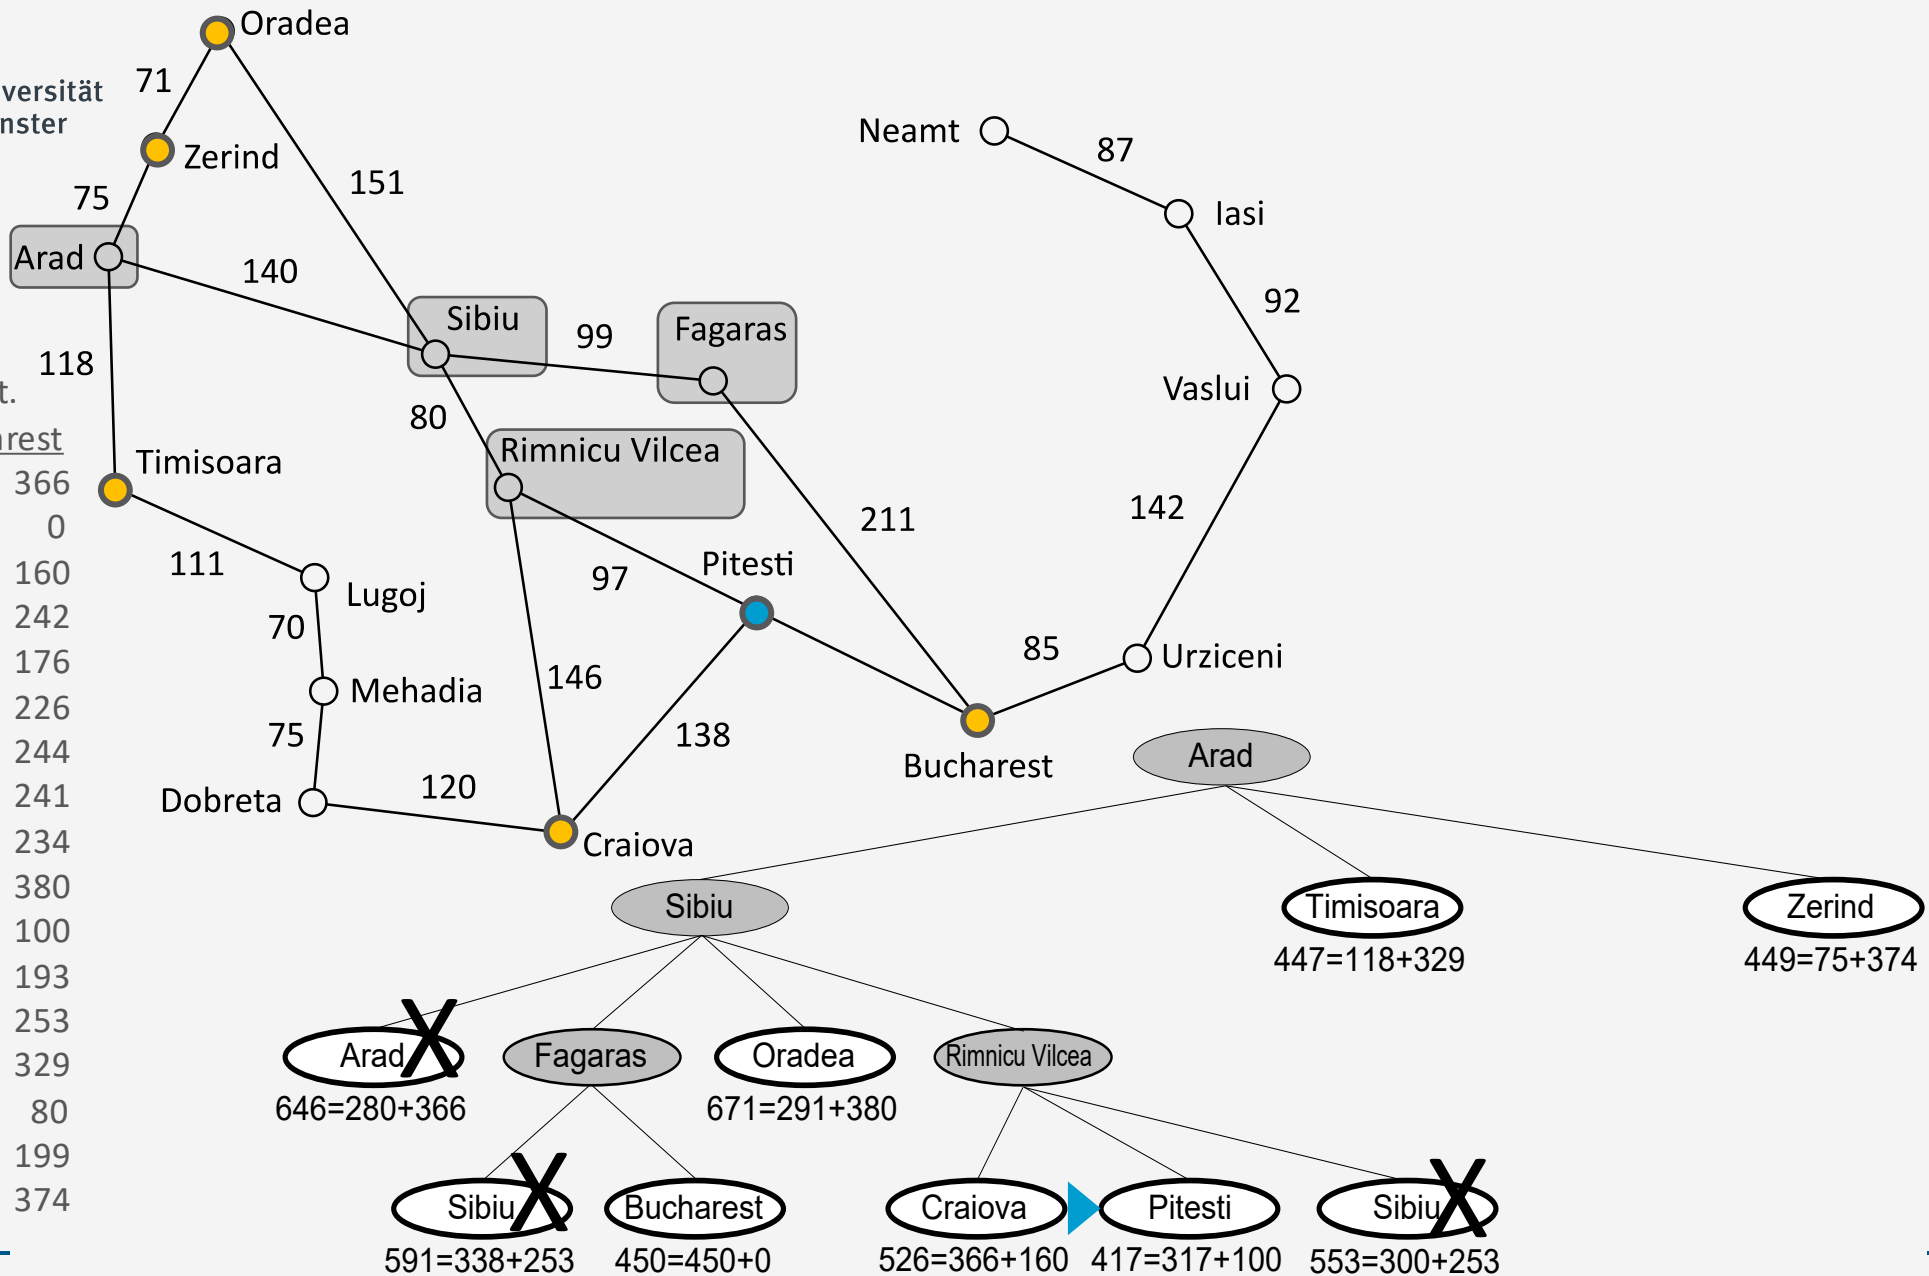 Oradea
71
versität
nster
Zerind
Neamt
87
151
75
Iasi
Arad
140
Sibiu
99
Fagaras
92
118
t.
80
Vaslui
arest
Rimnicu Vilcea
Timisoara
366
0
211
142
160
111
97
Pitesti
Lugoj
242
70
85
Urziceni
176
146
Mehadia
226
75
138
244
Bucharest
Arad
241
Dobreta
120
234
Craiova
380
Sibiu
Timisoara
Zerind
100
447=118+329
449=75+374
193
253
Arad X
Fagaras
Oradea
Rimnicu Vilcea
329
646=280+366
671=291+380
80
199
374
Sibiu X
Bucharest
Craiova
Pitesti
Sibiu X
591=338+253
450=450+0
526=366+160
417=317+100
553=300+253